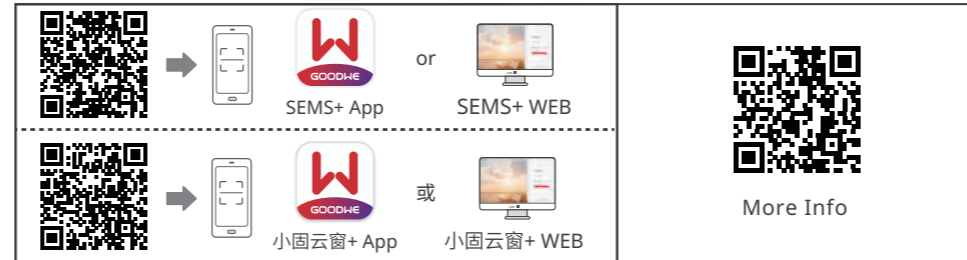 GOODWE
or
SEMS+ App
SEMS+ WEB
GOODWE
或
小固云窗+ App
小固云窗+ WEB
More Info